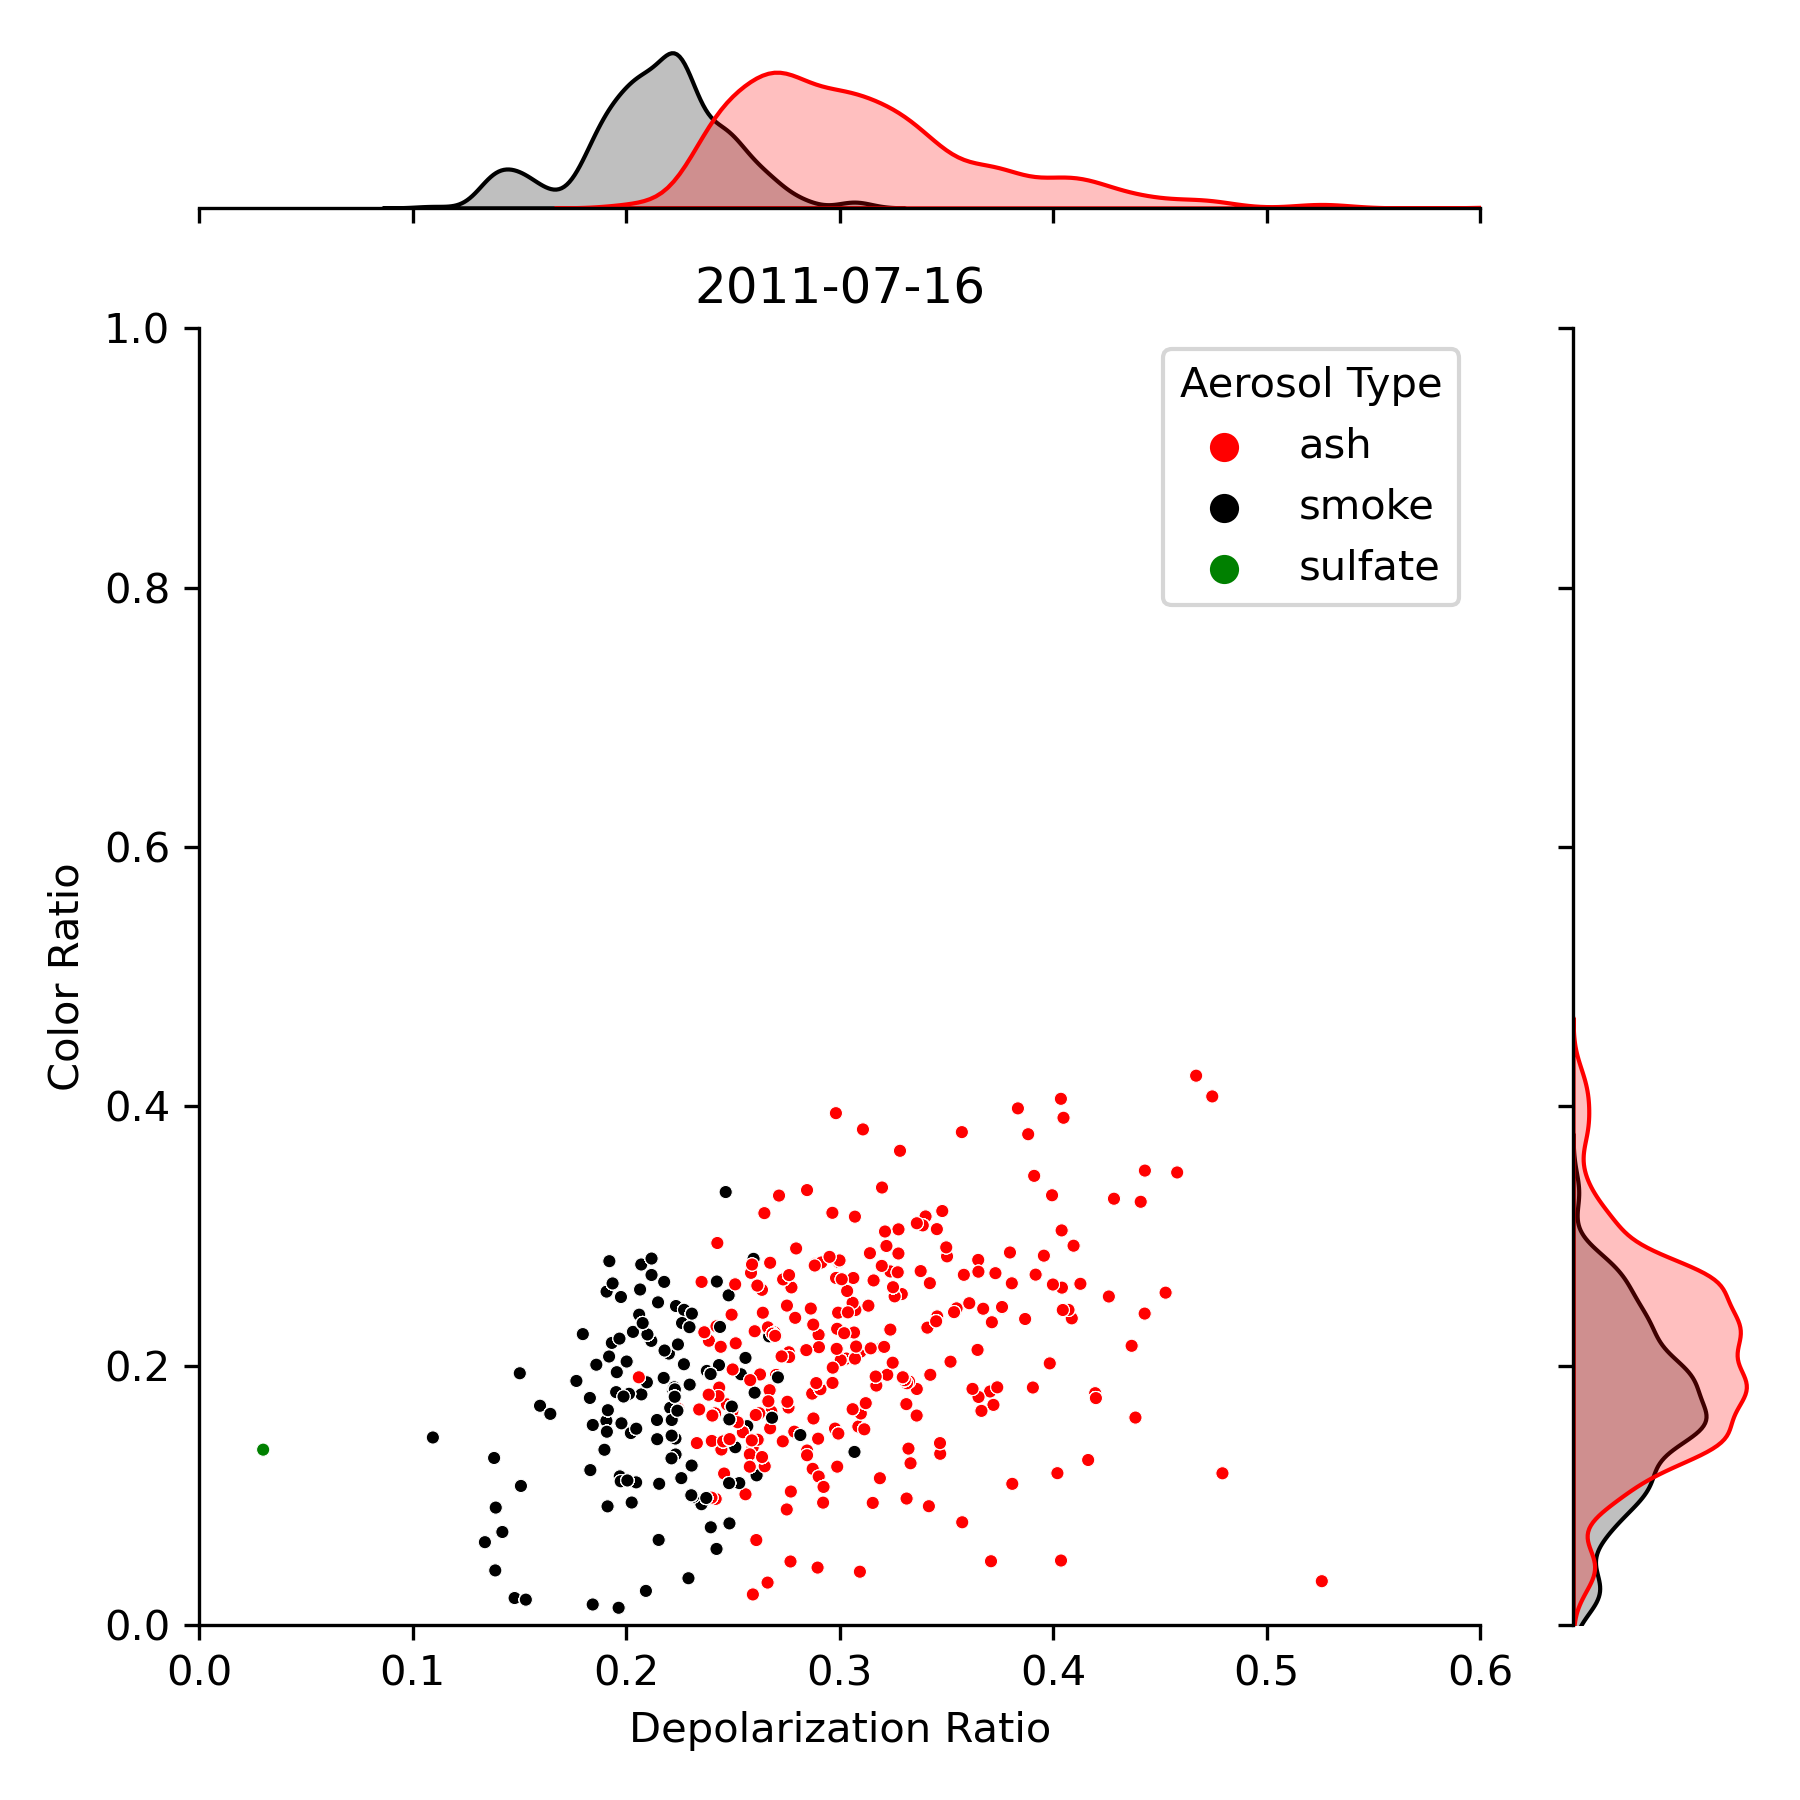 2011-07-16
1.0
Aerosol Type
ash
smoke
sulfate
0.8
0.6
Color Ratio
0.4
0.2
0.0
0.0 0.1 0.2 0.3 0.4 0.5 0.6
Depolarization Ratio